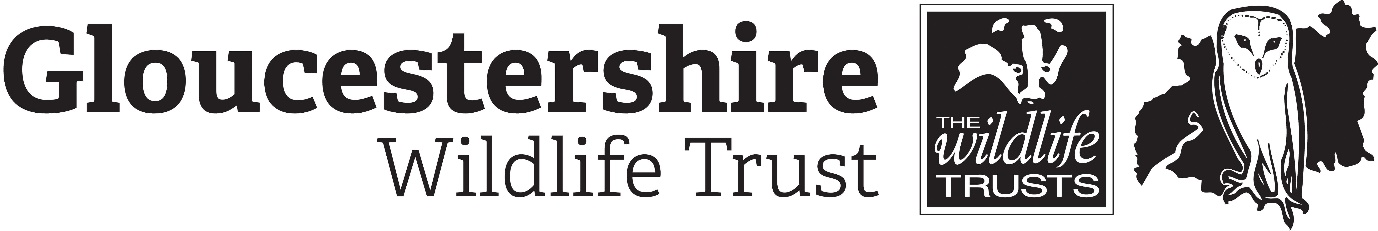 Gloucestershire
Wildlife Trust
THE
wildlife
TRUSTS